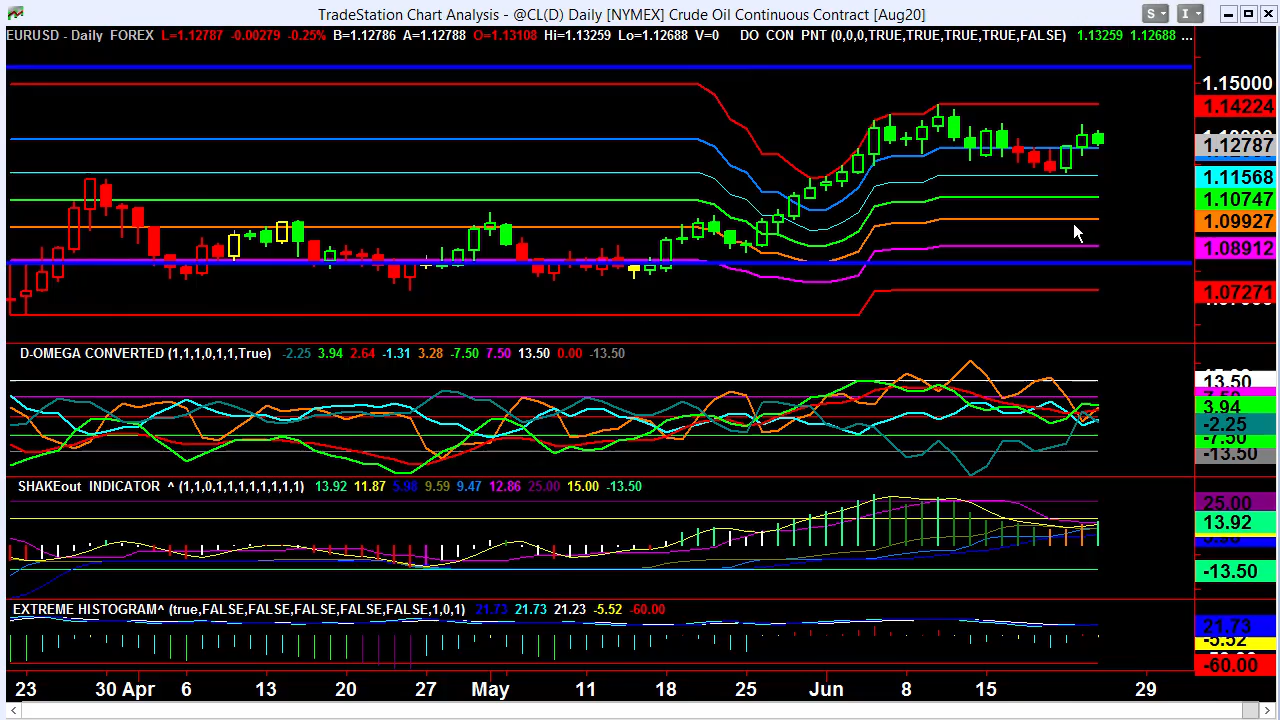 TradeStation Chart Analysis - @CL(D) Daily [NYMEX] Crude Oil Continuous Contract [Aug20]
S I
EURUSD - Daily FOREX L=1.12787 -0.00279 -0.25% B=1.12786 A=1.12788 O=1.13108 Hi=1.13259 Lo=1.12688 V=0 DO CON PNT (0,0,0,TRUE,TRUE,TRUE,TRUE,FALSE) 1.13259 1.12688 ...
1.15000
1.14224
1.12787
1.11568
1.10747
1.09927
1.08912
1.07271
D-OMEGA CONVERTED (1,1,1,0,1,1,True) -2.25 3.94 2.64 -1.31 3.28 -7.50 7.50 13.50 0.00 -13.50
13.50
3.94
-2.25
-7.50
-13.50
SHAKEout INDICATOR ^ (1,1,0,1,1,1,1,1,1,1,1) 13.92 11.87 5.98 9.59 9.47 12.86 25.00 15.00 -13.50
25.00
13.92
-13.50
EXTREME HISTOGRAM^ (true,FALSE,FALSE,FALSE,FALSE,FALSE,1,0,1) 21.73 21.73 21.23 -5.52 -60.00
21.73
-5.52
-60.00
23 30 Apr 6 13 20 27 May 11 18 25 Jun 8 15 29